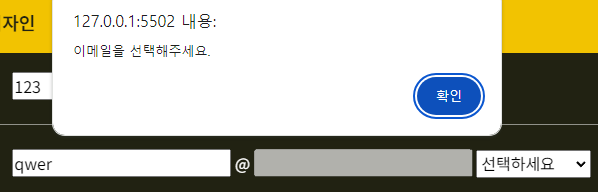 자인
127.0.0.1:5502 내용:
이메일을 선택해주세요.
확인
123
qwer @ 선택하세요